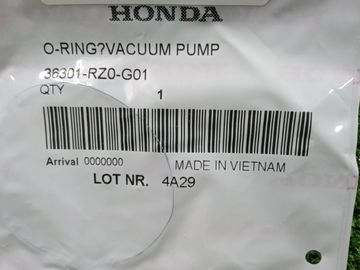 HONDA
O-RING?VACUUM PUMP
36301-RZ0-G01
QTY 1
Arrival 0000000 MADE IN VIETNAM
LOT NR. 4A29